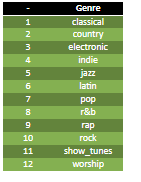 - Genre
1 classical
2 country
3 electronic
4 indie
5 jazz
6 latin
7 pop
8 r&b
9 rap
10 rock
11 show_tunes
12 worship